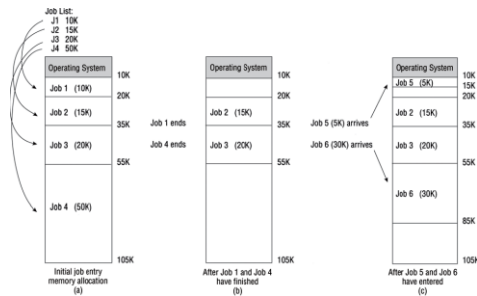 Job List:
J1 10K
J2 15K
J3 20K
J4 50K
Operating System
10K
Job 1 (10K)
20K
Job 2 (15K)
35K
Job 3 (20K)
55K
Job 4 (50K)
105K
Initial job entry
memory allocation
(a)
Job 1 ends
Job 4 ends
Operating System
10K
20K
Job 2 (15K)
35K
Job 3 (20K)
55K
105K
After Job 1 and Job 4
have finished
(b)
Job 5 (5K) arrives
Job 6 (30K) arrives
Operating System
10K
Job 5 (5K)
15K
20K
Job 2 (15K)
35K
Job 3 (20K)
55K
Job 6 (30K)
85K
105K
After Job 5 and Job 6
have entered
(c)